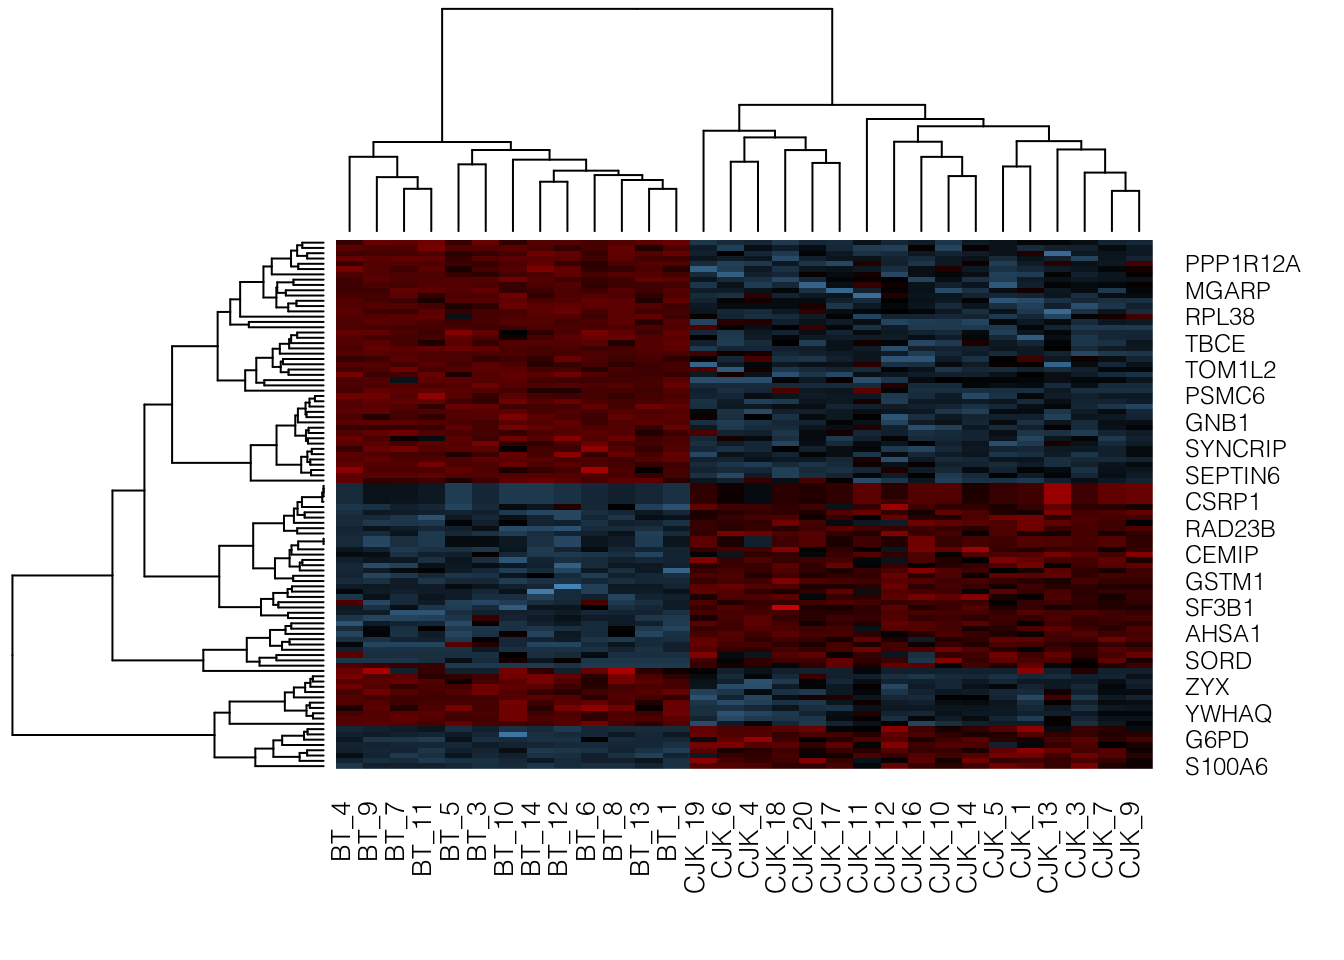 PPP1R12A
MGARP
RPL38
TBCE
TOM1L2
PSMC6
GNB1
SYNCRIP
SEPTIN6
CSRP1
RAD23B
CEMIP
GSTM1
SF3B1
AHSA1
SORD
ZYX
YWHAQ
G6PD
S100A6
BT_4
BT_9
BT_7
BT_11
BT_5
BT_3
BT_10
BT_14
BT_12
BT_6
BT_8
BT_13
BT_1
CJK_19
CJK_6
CJK_4
CJK_18
CJK_20
CJK_17
CJK_11
CJK_12
CJK_16
CJK_10
CJK_14
CJK_5
CJK_1
CJK_13
CJK_3
CJK_7
CJK_9